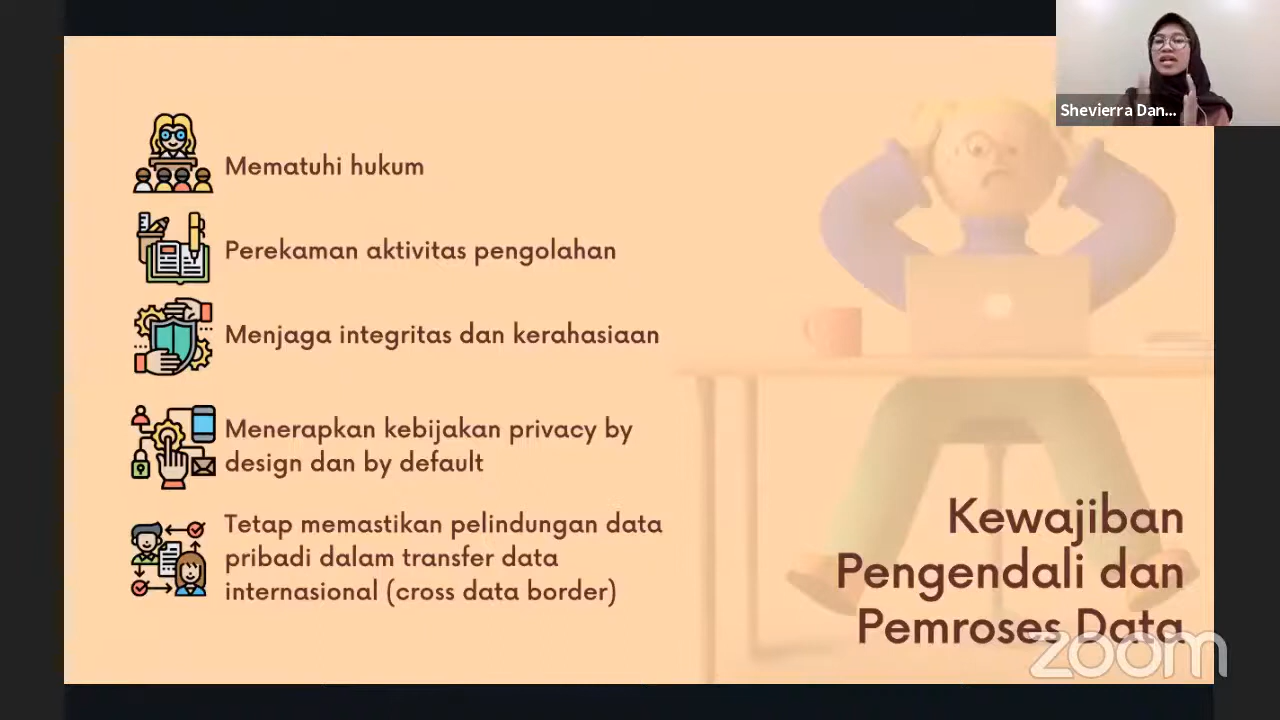 Shevierra Dan...
Mematuhi hukum
Perekaman aktivitas pengolahan
Menjaga integritas dan kerahasiaan
Menerapkan kebijakan privacy by
design dan by default
Tetap memastikan pelindungan data
pribadi dalam transfer data
internasional (cross data border)
Kewajiban
Pengendali dan
Pemroses Data
zoom